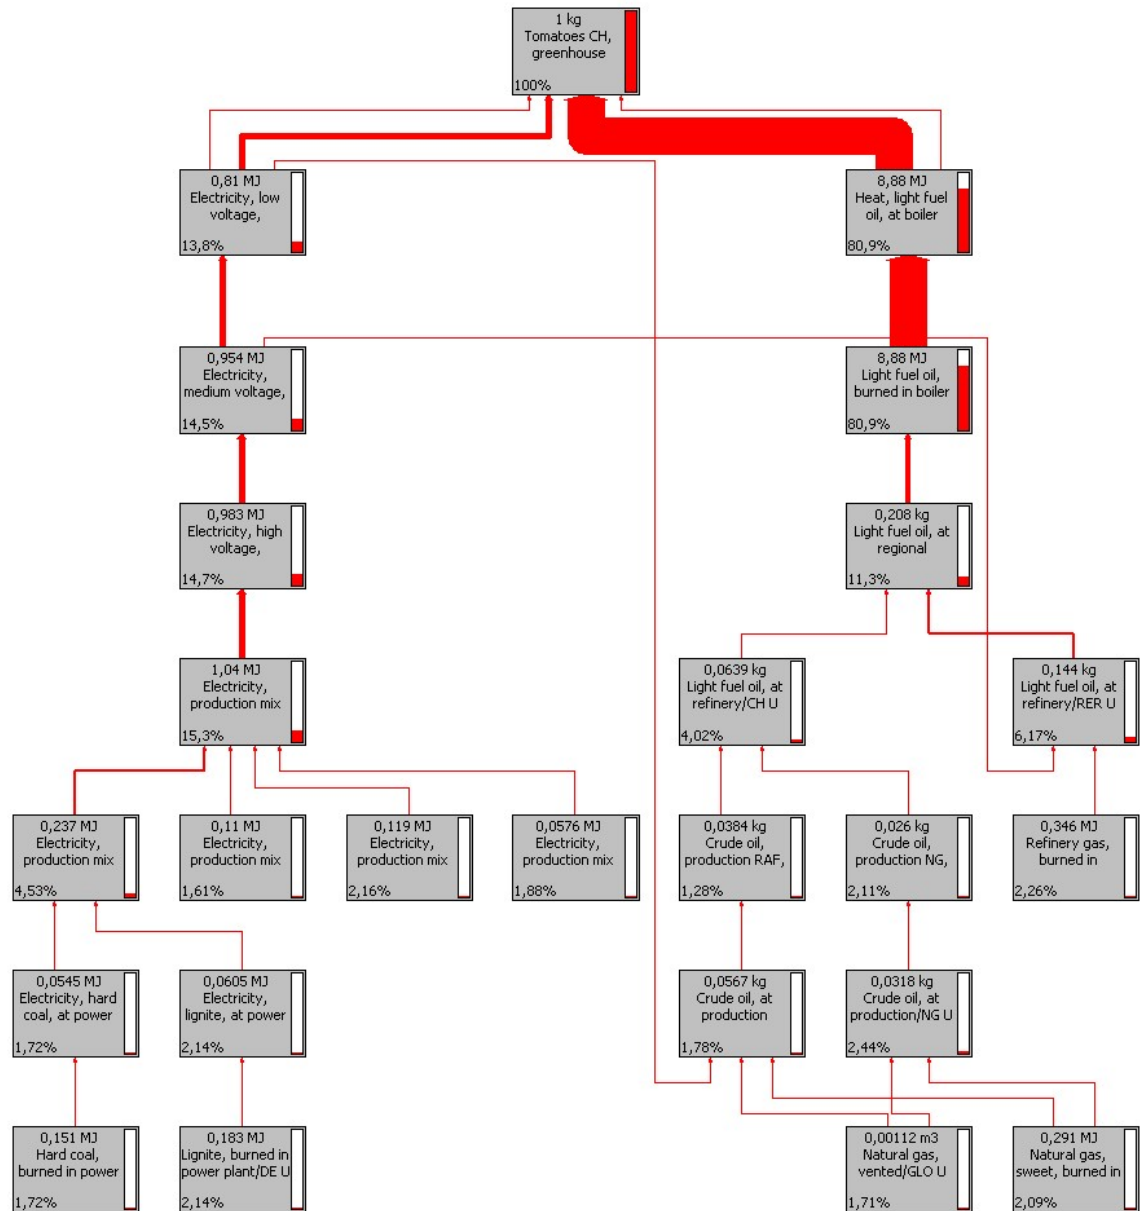 1 kg
Tomatoes CH,
greenhouse
100%
0,81 MJ
Electricity, low
voltage,
13,8%
8,88 MJ
Heat, light fuel
oil, at boiler
80,9%
0,954 MJ
Electricity,
medium voltage,
14,5%
8,88 MJ
Light fuel oil,
burned in boiler
80,9%
0,983 MJ
Electricity, high
voltage,
14,7%
0,208 kg
Light fuel oil, at
regional
11,3%
1,04 MJ
Electricity,
production mix
15,3%
0,0639 kg
Light fuel oil, at
refinery/CH U
4,02%
0,144 kg
Light fuel oil, at
refinery/RER U
6,17%
0,237 MJ
Electricity,
production mix
4,53%
0,11 MJ
Electricity,
production mix
1,61%
0,119 MJ
Electricity,
production mix
2,16%
0,0576 MJ
Electricity,
production mix
1,88%
0,0384 kg
Crude oil,
production RAF,
1,28%
0,026 kg
Crude oil,
production NG,
2,11%
0,346 MJ
Refinery gas,
burned in
2,26%
0,0545 MJ
Electricity, hard
coal, at power
1,72%
0,0605 MJ
Electricity,
lignite, at power
2,14%
0,0567 kg
Crude oil, at
production
1,78%
0,0318 kg
Crude oil, at
production/NG U
2,44%
0,151 MJ
Hard coal,
burned in power
1,72%
0,183 MJ
Lignite, burned in
power plant/DE U
2,14%
0,00112 m3
Natural gas,
vented/GLO U
1,71%
0,291 MJ
Natural gas,
sweet, burned in
2,09%